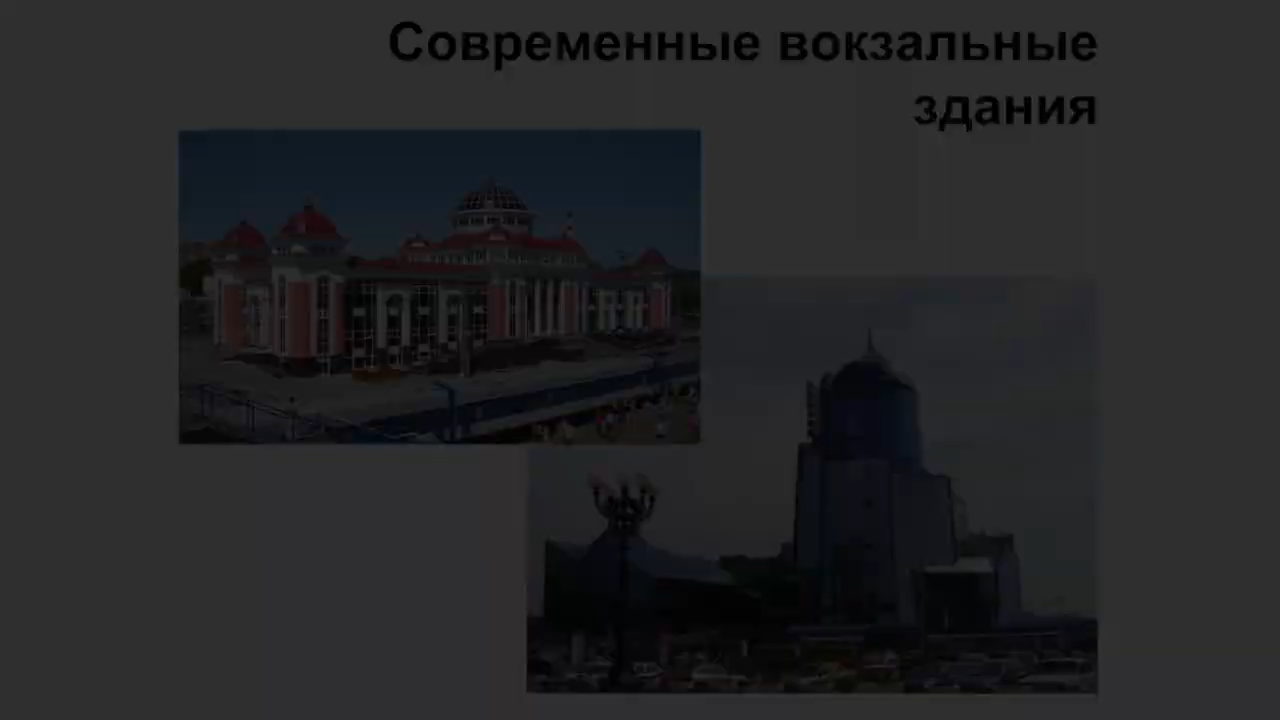 Современные вокзальные
здания